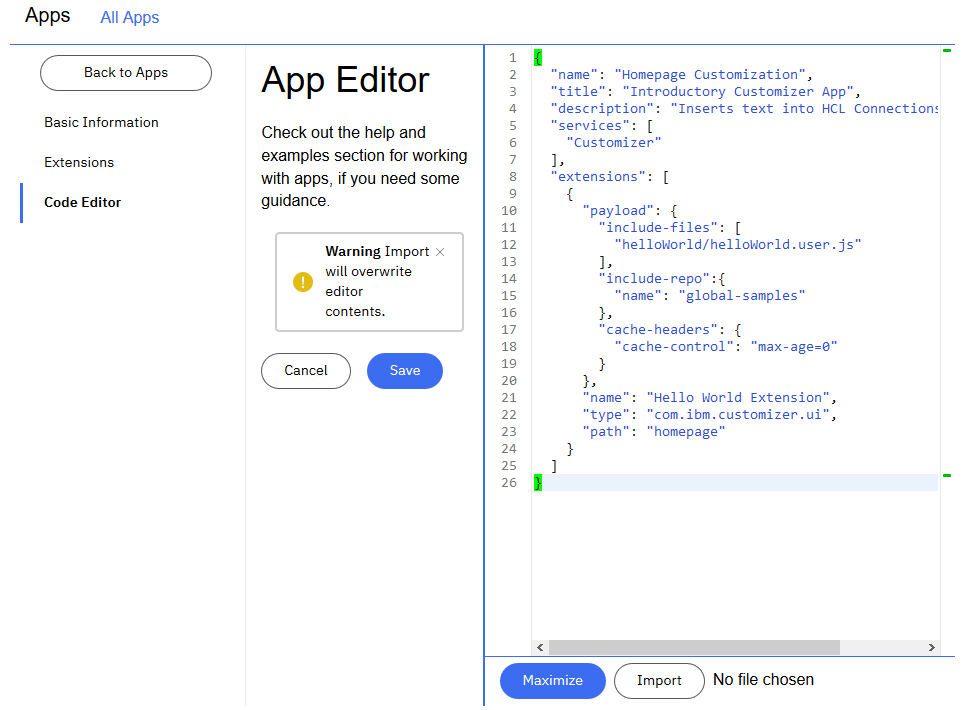 Apps All Apps
Back to Apps
Basic Information
Extensions
Code Editor
App Editor
Check out the help and
examples section for working
with apps, if you need some
guidance.
Warning Import ×
will overwrite
editor
contents.
Cancel Save
1 {
2 "name": "Homepage Customization",
3 "title": "Introductory Customizer App",
4 "description": "Inserts text into HCL Connections
5 "services": [
6 "Customizer"
7 ],
8 "extensions": [
9 {
10 "payload": {
11 "include-files": [
12 "helloWorld/helloWorld.user.js"
13 ],
14 "include-repo":{
15 "name": "global-samples"
16 },
17 "cache-headers": {
18 "cache-control": "max-age=0"
19 }
20 },
21 "name": "Hello World Extension",
22 "type": "com.ibm.customizer.ui",
23 "path": "homepage"
24 }
25 ]
26 }
Maximize Import No file chosen